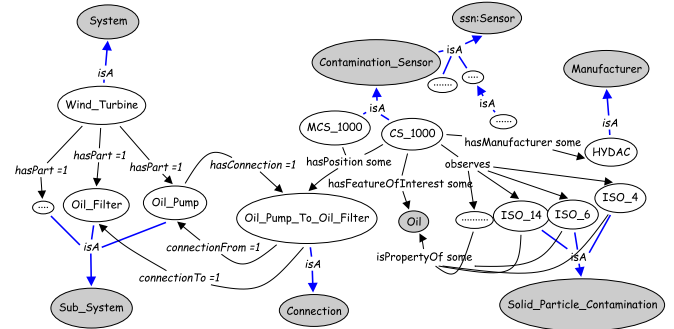 System
ssn:Sensor
isA
Contamination_Sensor
Manufacturer
isA
.......
....
Wind_Turbine
isA
isA
......
isA
MCS_1000
CS_1000
hasManufacturer some
HYDAC
hasPart =1
hasPart =1
hasPart =1
hasConnection =1
hasPosition some
observes
hasFeatureOfInterest some
....
Oil_Filter
Oil_Pump
Oil_Pump_To_Oil_Filter
Oil
.........
ISO_14
ISO_6
ISO_4
isA
connectionFrom =1
isPropertyOf some
isA
isA
connectionTo =1
Sub_System
Connection
Solid_Particle_Contamination